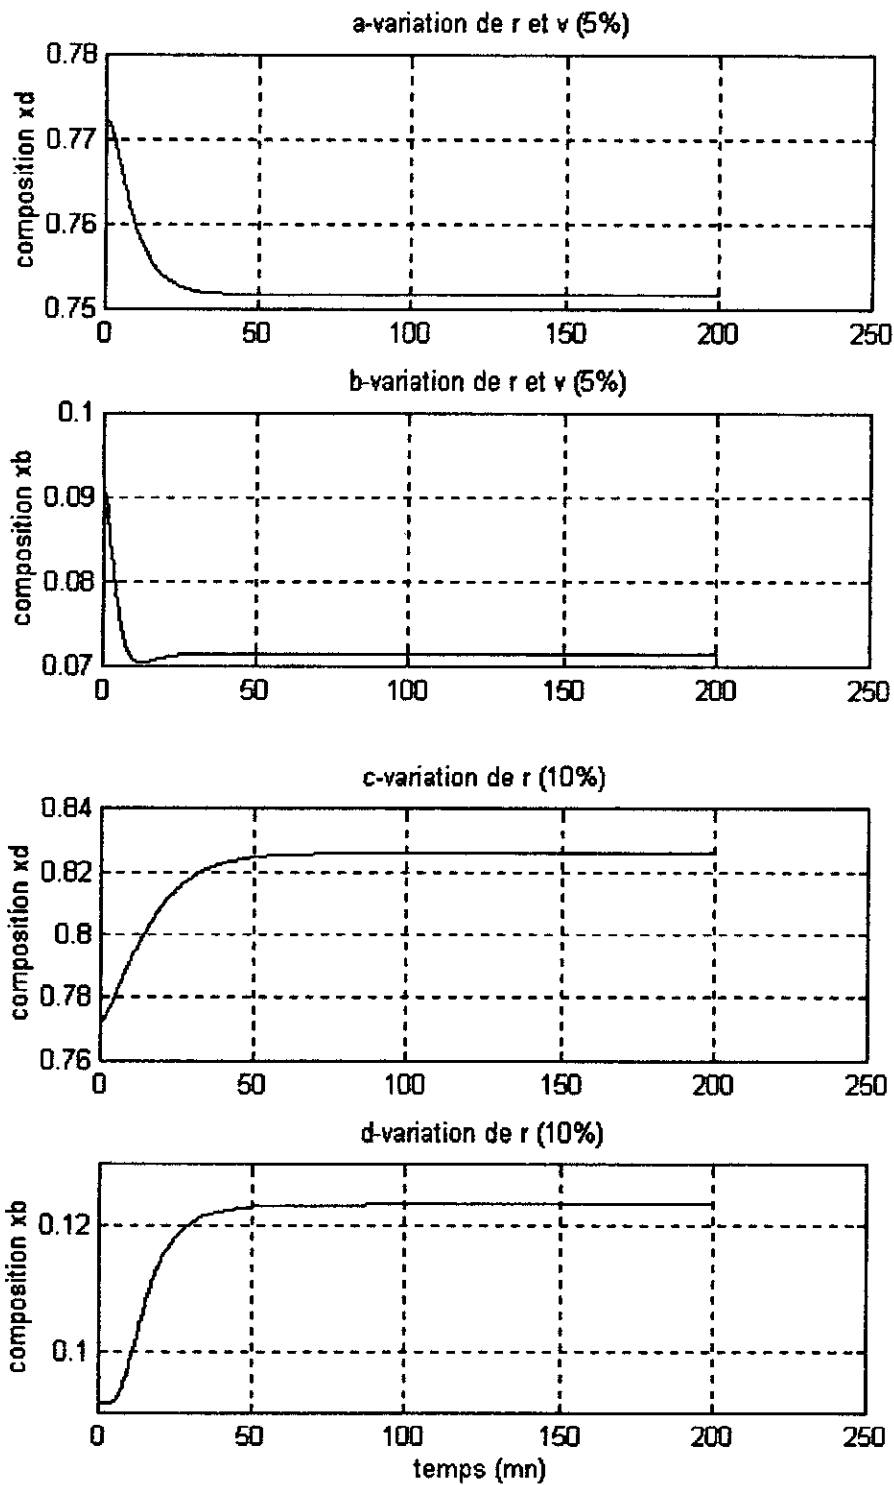 a-variation de r et v (5%)
composition xd
0.78
0.77
0.76
0.75
0 50 100 150 200 250
b-variation de r et v (5%)
composition xb
0.1
0.09
0.08
0.07
0 50 100 150 200 250
c-variation de r (10%)
composition xd
0.84
0.82
0.8
0.78
0.76
0 50 100 150 200 250
d-variation de r (10%)
composition xb
0.12
0.1
0 50 100 150 200 250
temps (mn)